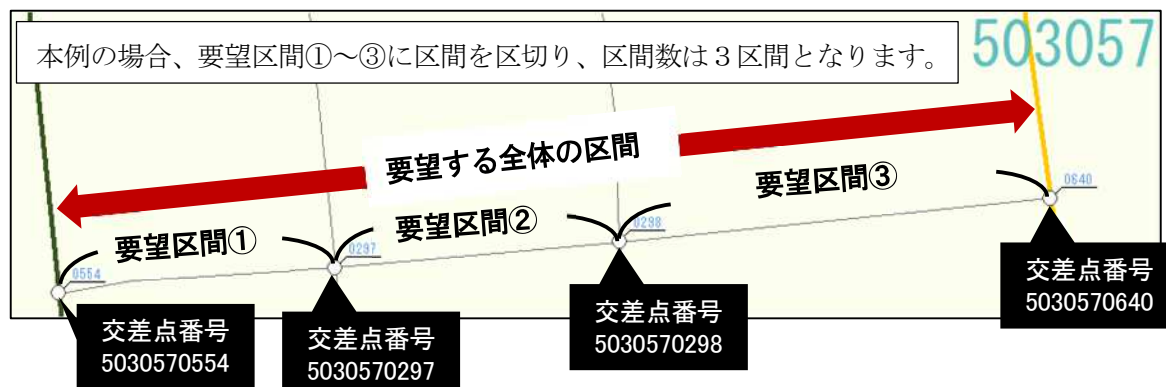 本例の場合、要望区間①～③に区間を区切り、区間数は３区間となります。
503057
要望する全体の区間
要望区間①
要望区間②
要望区間③
0554
0297
0298
0640
交差点番号
5030570554
交差点番号
5030570297
交差点番号
5030570298
交差点番号
5030570640